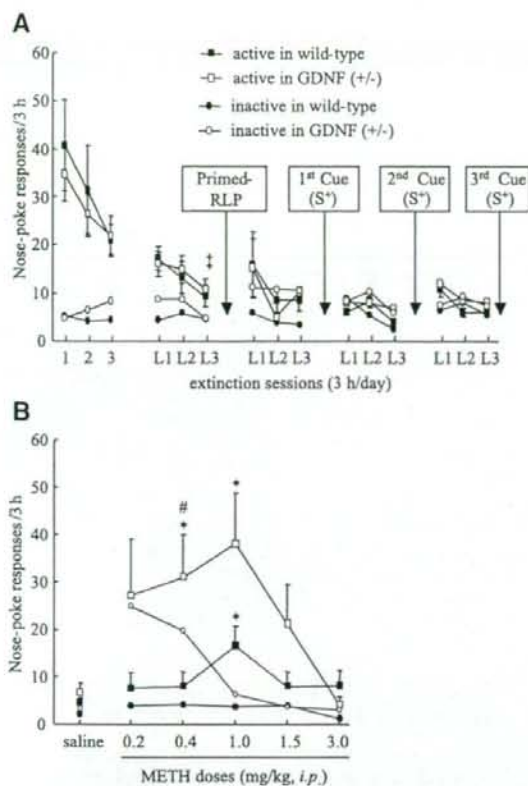 A
60
50
40
30
20
10
0
Nose-poke responses/3 h
active in wild-type
active in GDNF (+/-)
inactive in wild-type
inactive in GDNF (+/-)
Primed-
RLP
1st Cue
(S+)
2nd Cue
(S+)
3rd Cue
(S+)
‡
†
1 2 3 L1 L2 L3 L1 L2 L3 L1 L2 L3 L1 L2 L3
extinction sessions (3 h/day)
B
60
50
40
30
20
10
0
Nose-poke responses/3 h
#
*
*
*
saline 0.2 0.4 1.0 1.5 3.0
METH doses (mg/kg, i.p.)